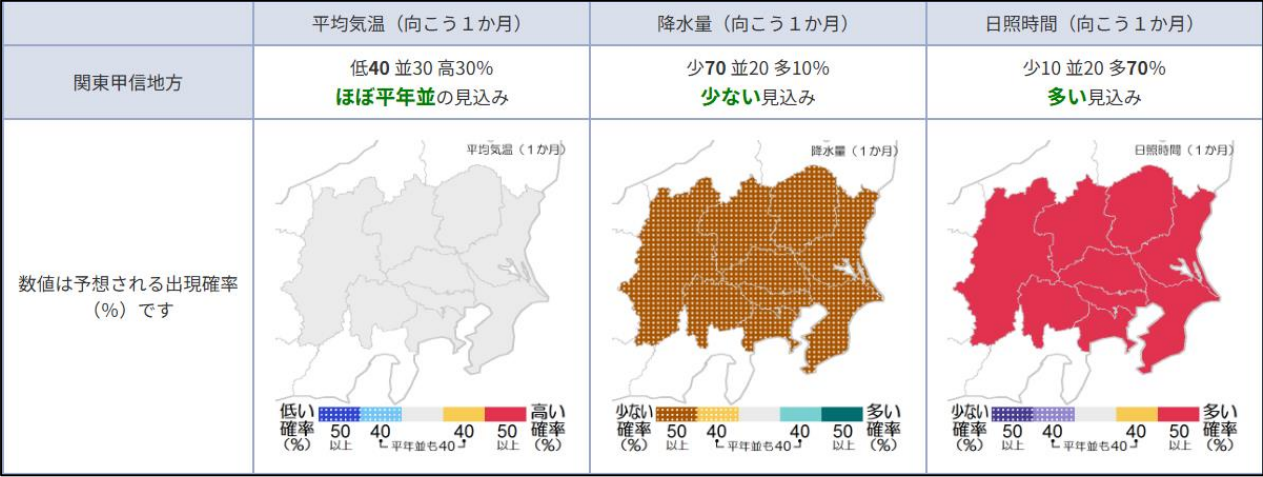 平均気温（向こう１か月）
降水量（向こう１か月）
日照時間（向こう１か月）
関東甲信地方
低40 並30 高30%
ほぼ平年並の見込み
少70 並20 多10%
少ない見込み
少10 並20 多70%
多い見込み
数値は予想される出現確率
（%）です
平均気温（１か月）
低い
確率
(%)
50
以上
40
平年並も40
40
50
以上
高い
確率
(%)
降水量（１か月）
少ない
確率
(%)
50
以上
40
平年並も40
40
50
以上
多い
確率
(%)
日照時間（１か月）
少ない
確率
(%)
50
以上
40
平年並も40
40
50
以上
多い
確率
(%)